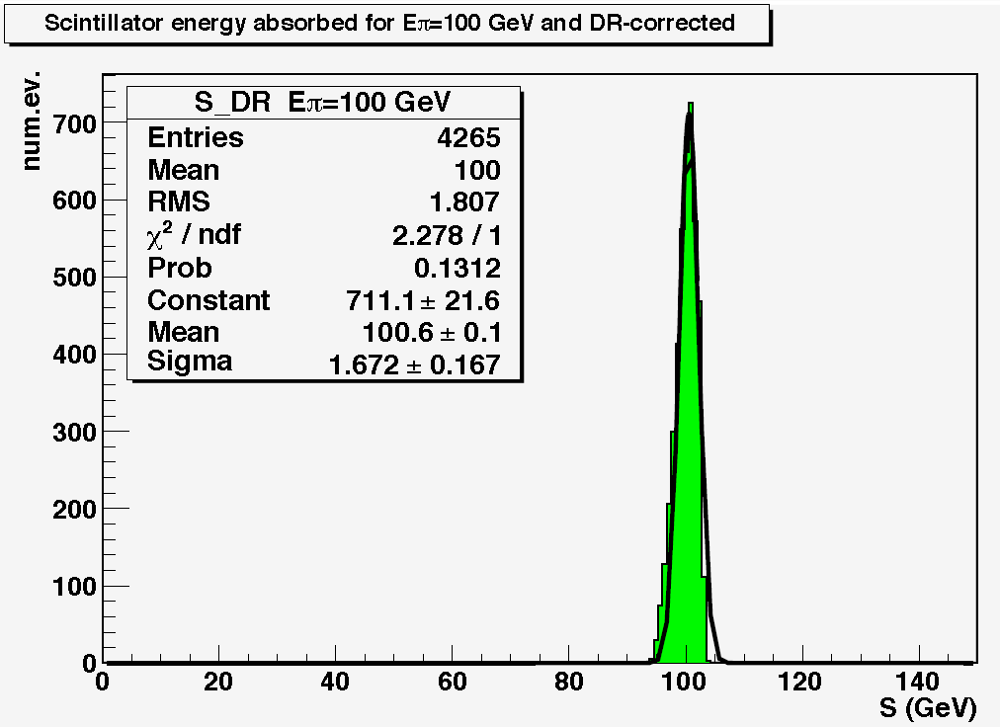 Scintillator energy absorbed for Eπ=100 GeV and DR-corrected
num.ev.
S_DR Eπ=100 GeV
Entries 4265
Mean 100
RMS 1.807
χ² / ndf 2.278 / 1
Prob 0.1312
Constant 711.1 ± 21.6
Mean 100.6 ± 0.1
Sigma 1.672 ± 0.167
700
600
500
400
300
200
100
0
0 20 40 60 80 100 120 140
S (GeV)